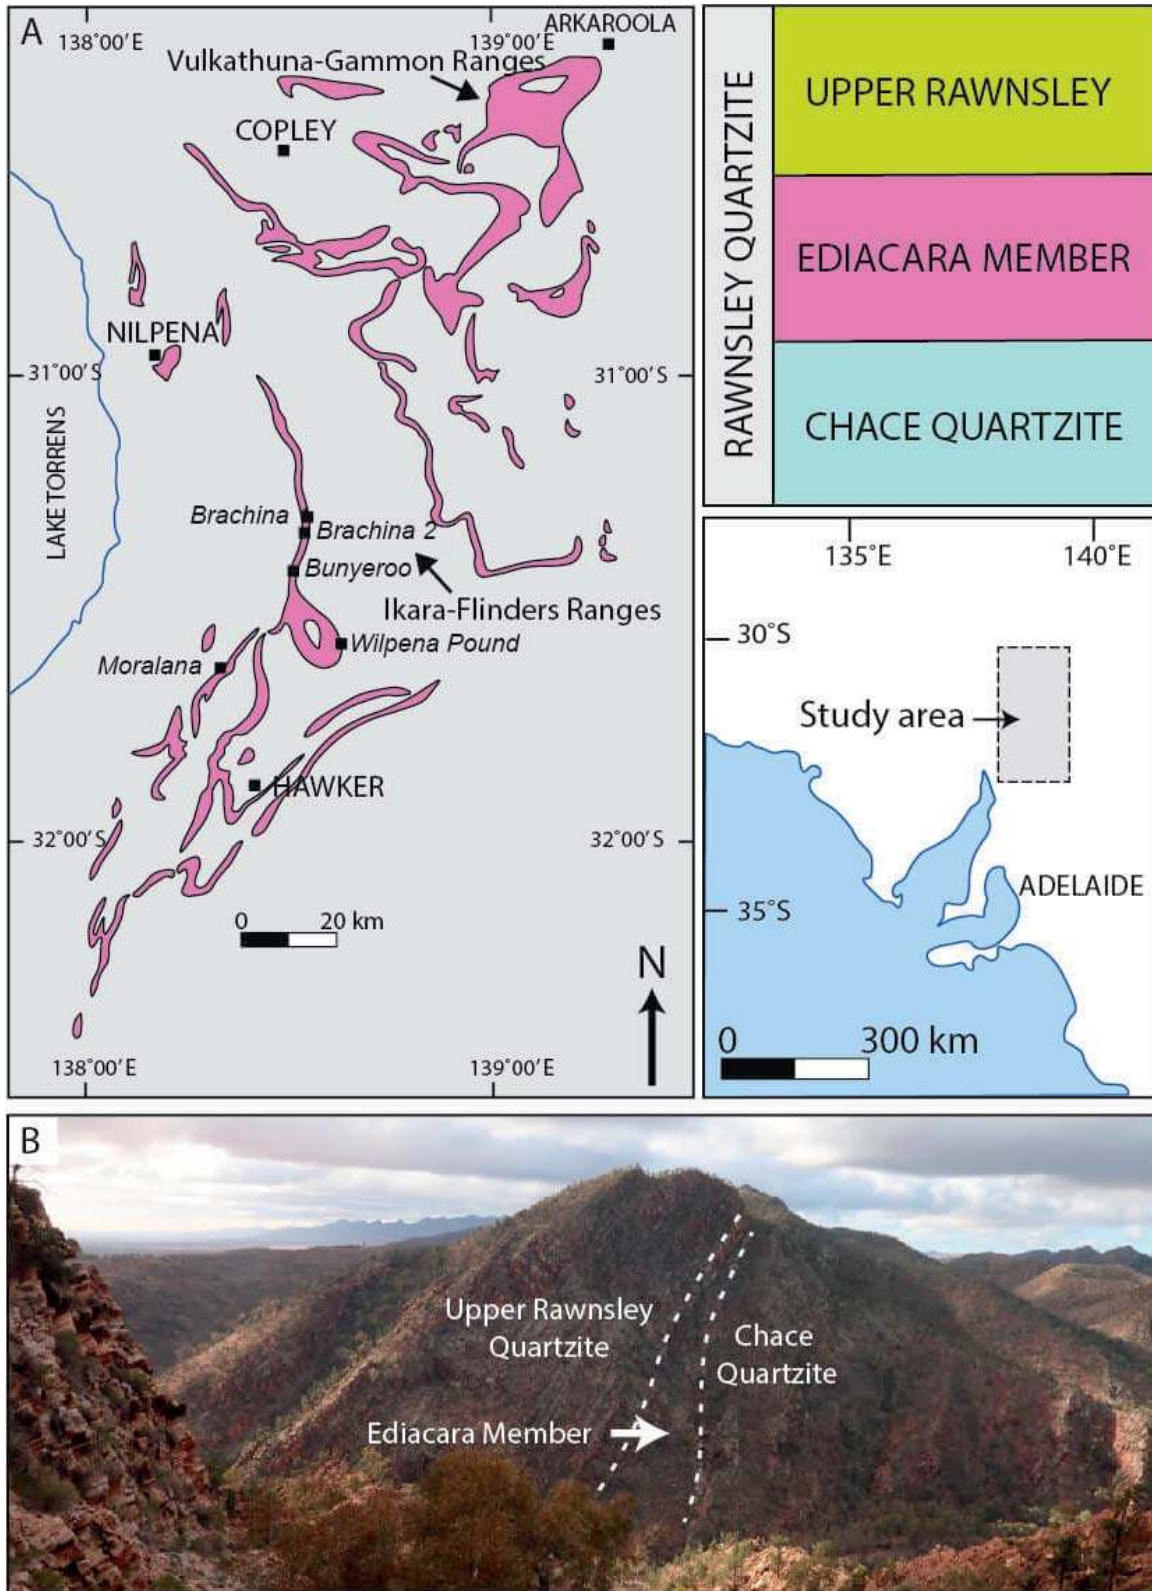 A
138°00'E
139°00'E
ARKAROOLA
Vulkathuna-Gammon Ranges
COPLEY
NILPENA
31°00'S
31°00'S
LAKE TORRENS
Brachina
Brachina 2
Bunyeroo
Ikara-Flinders Ranges
Wilpena Pound
Moralana
HAWKER
32°00'S
32°00'S
0 20 km
N
138°00'E
139°00'E
RAWNSLEY QUARTZITE
UPPER RAWNSLEY
EDIACARA MEMBER
CHACE QUARTZITE
135°E
140°E
30°S
Study area
ADELAIDE
35°S
0 300 km
B
Upper Rawnsley
Quartzite
Chace
Quartzite
Ediacara Member